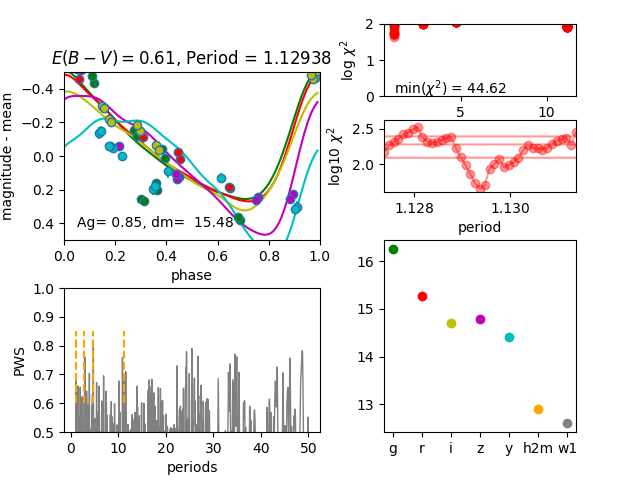 E(B − V) = 0.61, Period = 1.12938
−0.4
−0.2
0.0
0.2
0.4
magnitude - mean
Ag= 0.85, dm=  15.48
0.0 0.2 0.4 0.6 0.8 1.0
phase
2
1
0
log χ²
min(χ²) = 44.62
5 10
2.5
2.0
log10 χ²
1.128 1.130
period
1.0
0.9
0.8
0.7
0.6
0.5
PWS
0 10 20 30 40 50
periods
16
15
14
13
g r i z y h2m w1